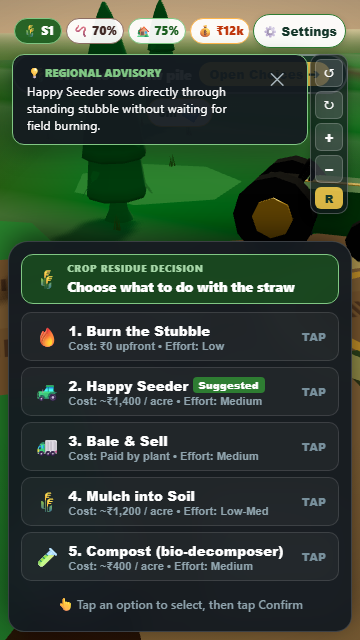 S1
70%
75%
₹12k
Settings
REGIONAL ADVISORY
Happy Seeder sows directly through
standing stubble without waiting for
field burning.
pile
Open Ch
R
CROP RESIDUE DECISION
Choose what to do with the straw
1. Burn the Stubble
Cost: ₹0 upfront • Effort: Low
TAP
2. Happy Seeder Suggested
Cost: ~₹1,400 / acre • Effort: Medium
TAP
3. Bale & Sell
Cost: Paid by plant • Effort: Medium
TAP
4. Mulch into Soil
Cost: ~₹1,200 / acre • Effort: Low-Med
TAP
5. Compost (bio-decomposer)
Cost: ~₹400 / acre • Effort: Medium
TAP
Tap an option to select, then tap Confirm